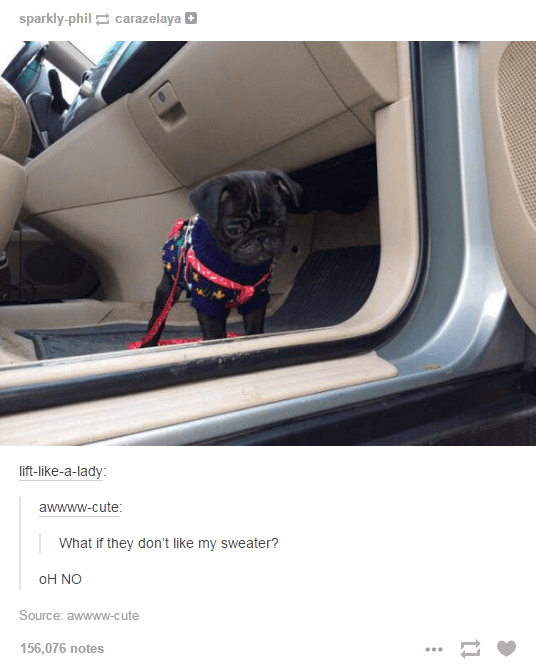 sparkly-phil carazelaya
lift-like-a-lady:
awwww-cute:
What if they don't like my sweater?
oH NO
Source: awwww-cute
156,076 notes